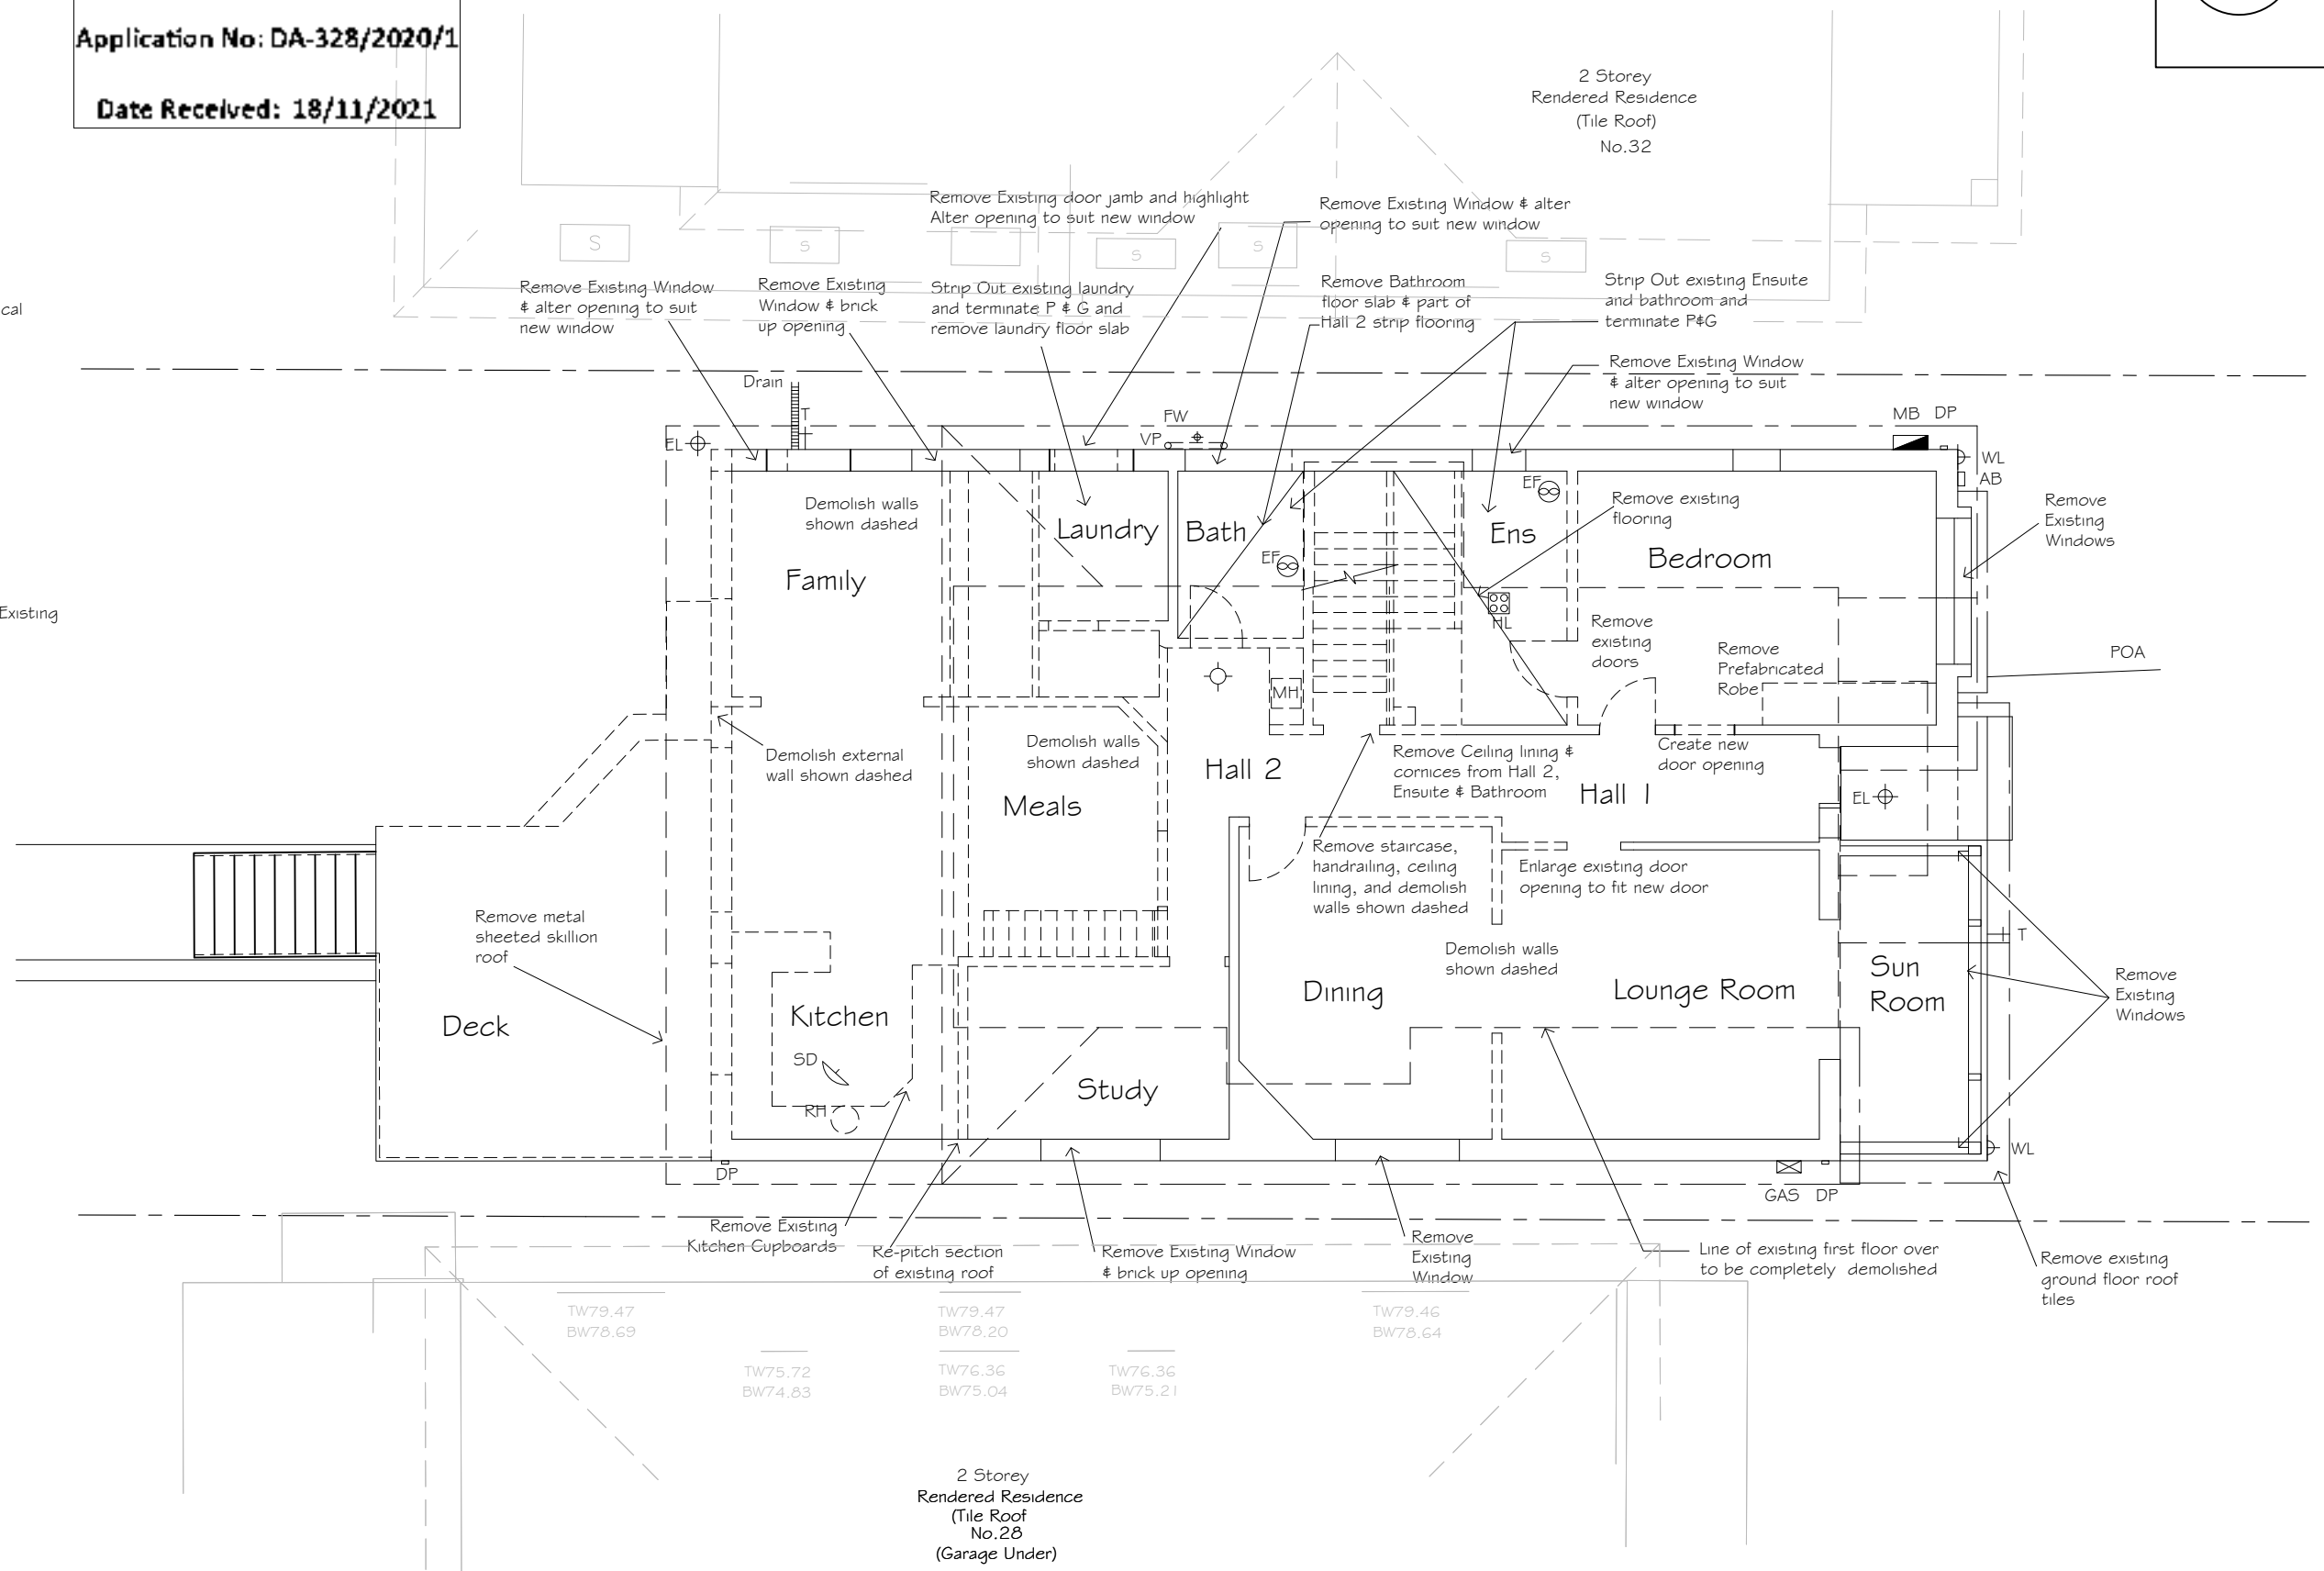 Application No: DA-328/2020/1
Date Received: 18/11/2021
2 Storey
Rendered Residence
(Tile Roof)
No.32
Remove Existing door jamb and highlight
Alter opening to suit new window
Remove Existing Window & alter
opening to suit new window
S
S
S
S
S
cal
Remove Existing Window
& alter opening to suit
new window
Remove Existing
Window & brick
up opening
Strip Out existing laundry
and terminate P & G and
remove laundry floor slab
Remove Bathroom
floor slab & part of
Hall 2 strip flooring
Strip Out existing Ensuite
and bathroom and
terminate P&G
Remove Existing Window
& alter opening to suit
new window
Drain
T
FW
VP
EL
MB DP
WL
AB
Demolish walls
shown dashed
Laundry
Bath
EF
EF
Ens
Remove existing
flooring
Bedroom
Remove
Existing
Windows
Family
Existing
HL
Remove
existing
doors
Remove
Prefabricated
Robe
POA
MH
Demolish external
wall shown dashed
Demolish walls
shown dashed
Hall 2
Remove Ceiling lining &
cornices from Hall 2,
Ensuite & Bathroom
Create new
door opening
Hall 1
EL
Meals
Remove staircase,
handrailing, ceiling
lining, and demolish
walls shown dashed
Enlarge existing door
opening to fit new door
Remove metal
sheeted skillion
roof
Demolish walls
shown dashed
T
Sun
Room
Remove
Existing
Windows
Deck
Kitchen
Dining
Lounge Room
SD
RH
Study
DP
WL
GAS DP
Remove Existing
Kitchen Cupboards
Re-pitch section
of existing roof
Remove Existing Window
& brick up opening
Remove
Existing
Window
Line of existing first floor over
to be completely demolished
Remove existing
ground floor roof
tiles
TW79.47
BW78.69
TW79.47
BW78.20
TW79.46
BW78.64
TW75.72
BW74.83
TW76.36
BW75.04
TW76.36
BW75.21
2 Storey
Rendered Residence
(Tile Roof
No.28
(Garage Under)